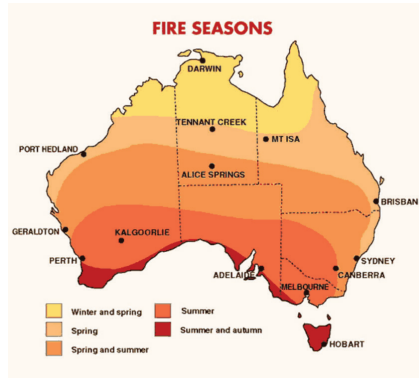 FIRE SEASONS
DARWIN
TENNANT CREEK
MT ISA
PORT HEDLAND
ALICE SPRINGS
BRISBAN
GERALDTON
KALGOORLIE
PERTH
SYDNEY
ADELAIDE
CANBERRA
MELBOURNE
Winter and spring
Summer
Spring
Summer and autumn
Spring and summer
HOBART